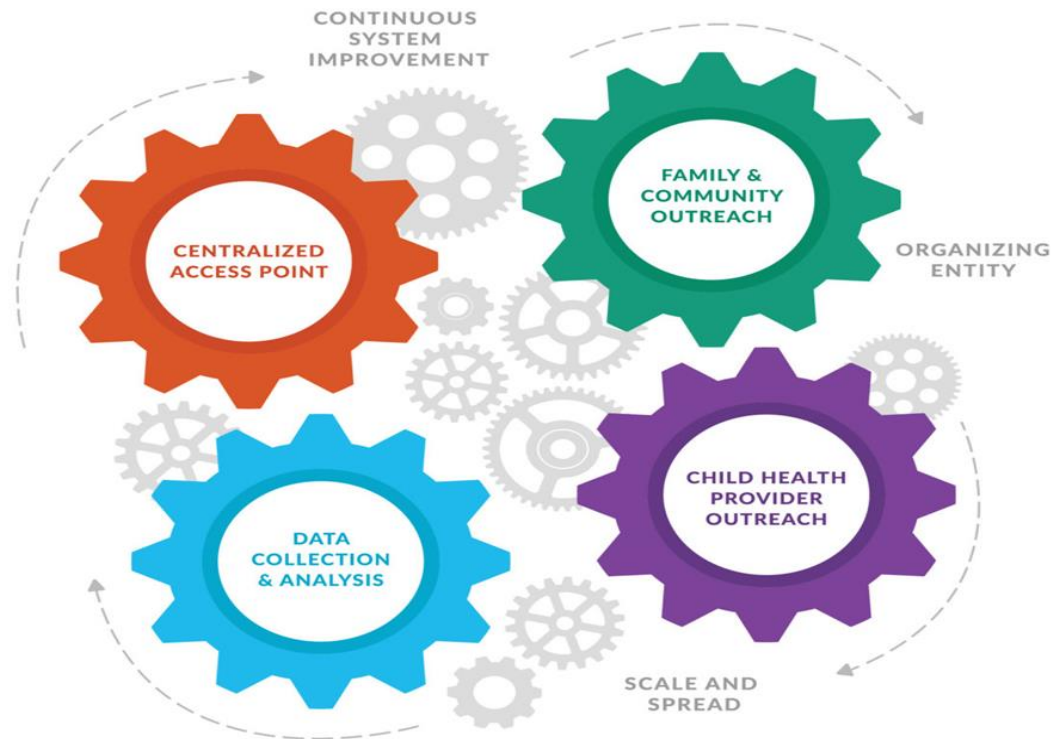 CONTINUOUS
SYSTEM
IMPROVEMENT
FAMILY &
COMMUNITY
OUTREACH
CENTRALIZED
ACCESS POINT
ORGANIZING
ENTITY
CHILD HEALTH
PROVIDER
OUTREACH
DATA
COLLECTION
& ANALYSIS
SCALE AND
SPREAD